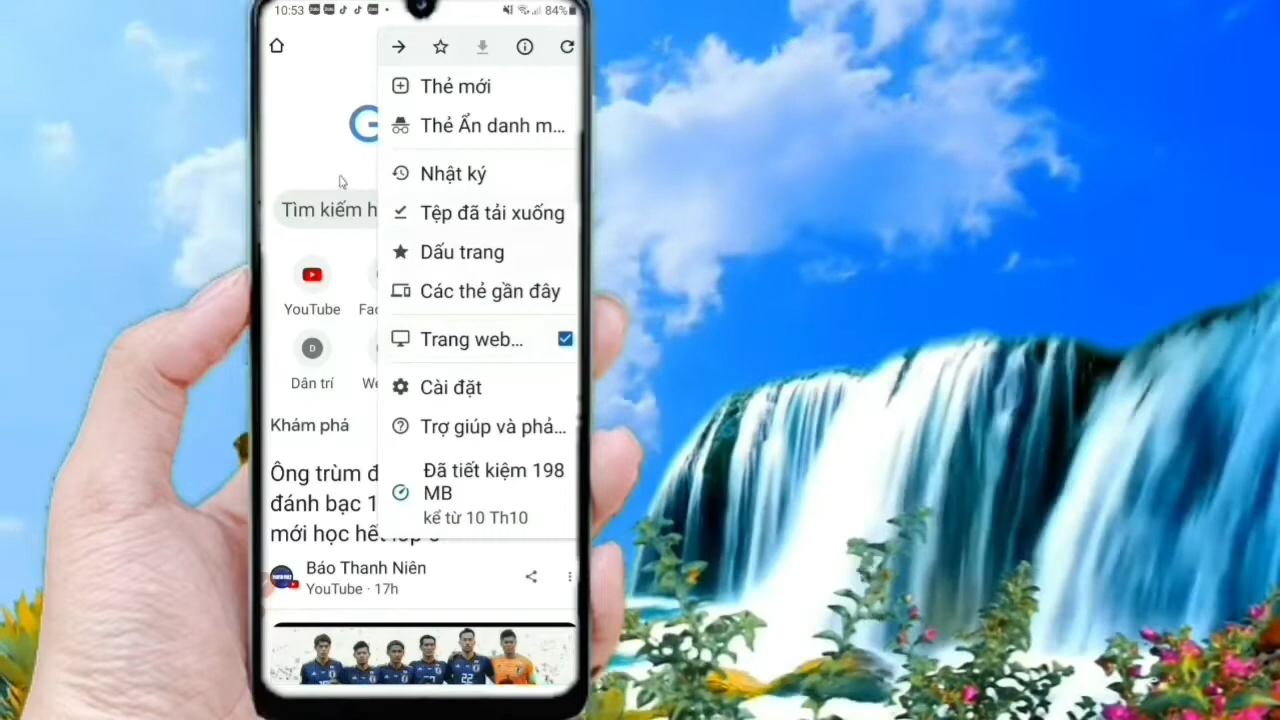 10:53
84%
Thẻ mới
Thẻ Ẩn danh m...
Nhật ký
Tìm kiếm h
Tệp đã tải xuống
Dấu trang
Các thẻ gần đây
YouTube
Fac
Trang web...
D
Dân trí
We
Cài đặt
Khám phá
Trợ giúp và phả...
Đã tiết kiệm 198
MB
kể từ 10 Th10
Ông trùm đ
đánh bạc 1
mới học hết lớp
Báo Thanh Niên
YouTube · 17h
22